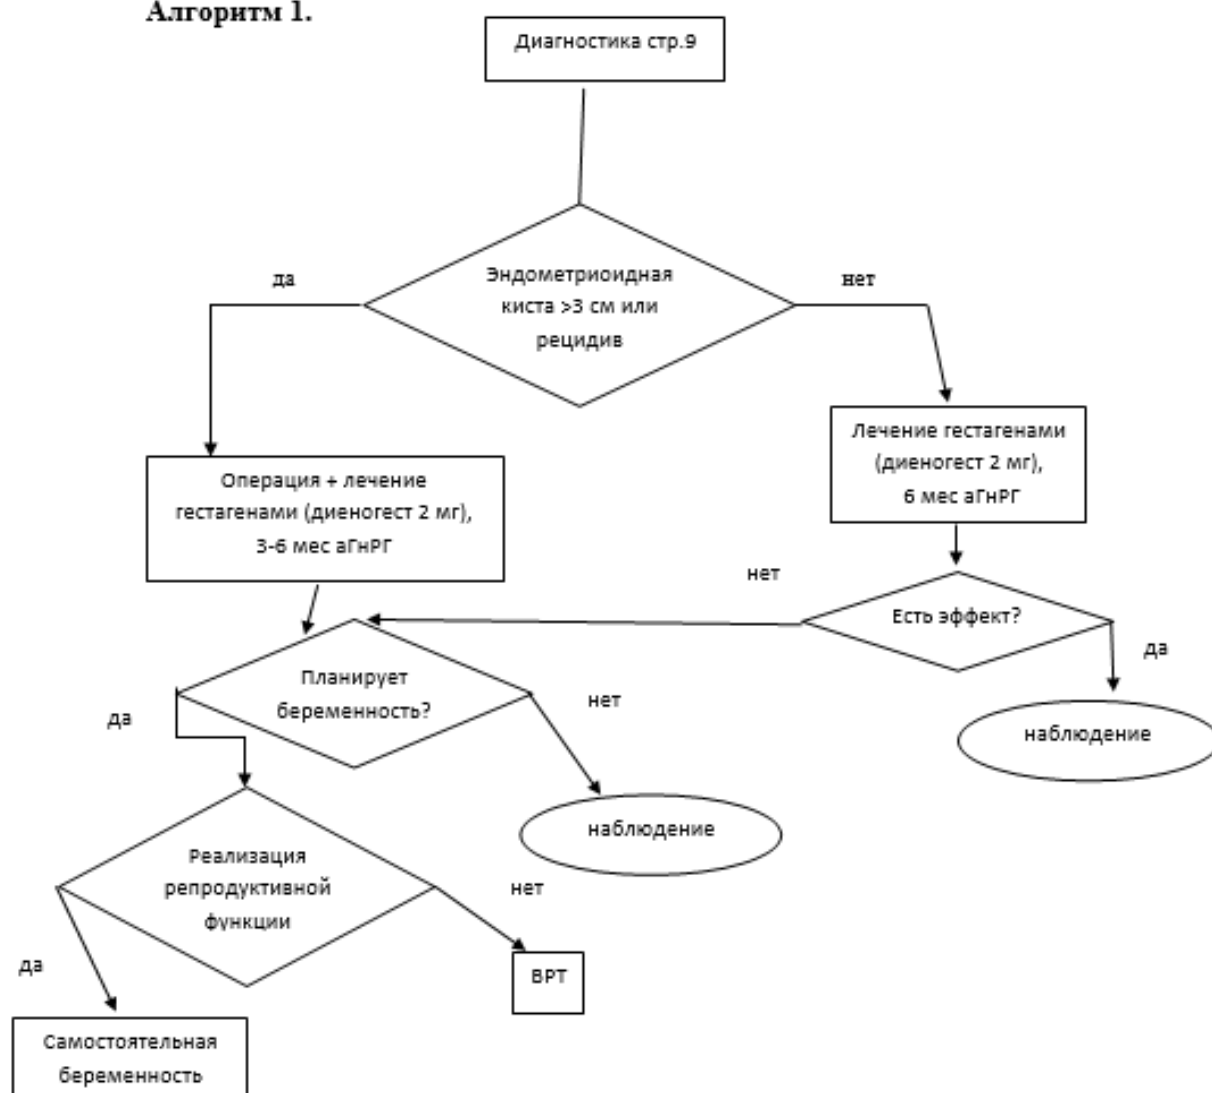 Алгоритм 1.
Диагностика стр.9
да
Эндометриоидная
киста >3 см или
рецидив
нет
Операция + лечение
гестагенами (диеногест 2 мг),
3-6 мес аГнРГ
Лечение гестагенами
(диеногест 2 мг),
6 мес аГнРГ
нет
Есть эффект?
да
наблюдение
Планирует
беременность?
да
нет
наблюдение
Реализация
репродуктивной
функции
да
нет
ВРТ
Самостоятельная
беременность